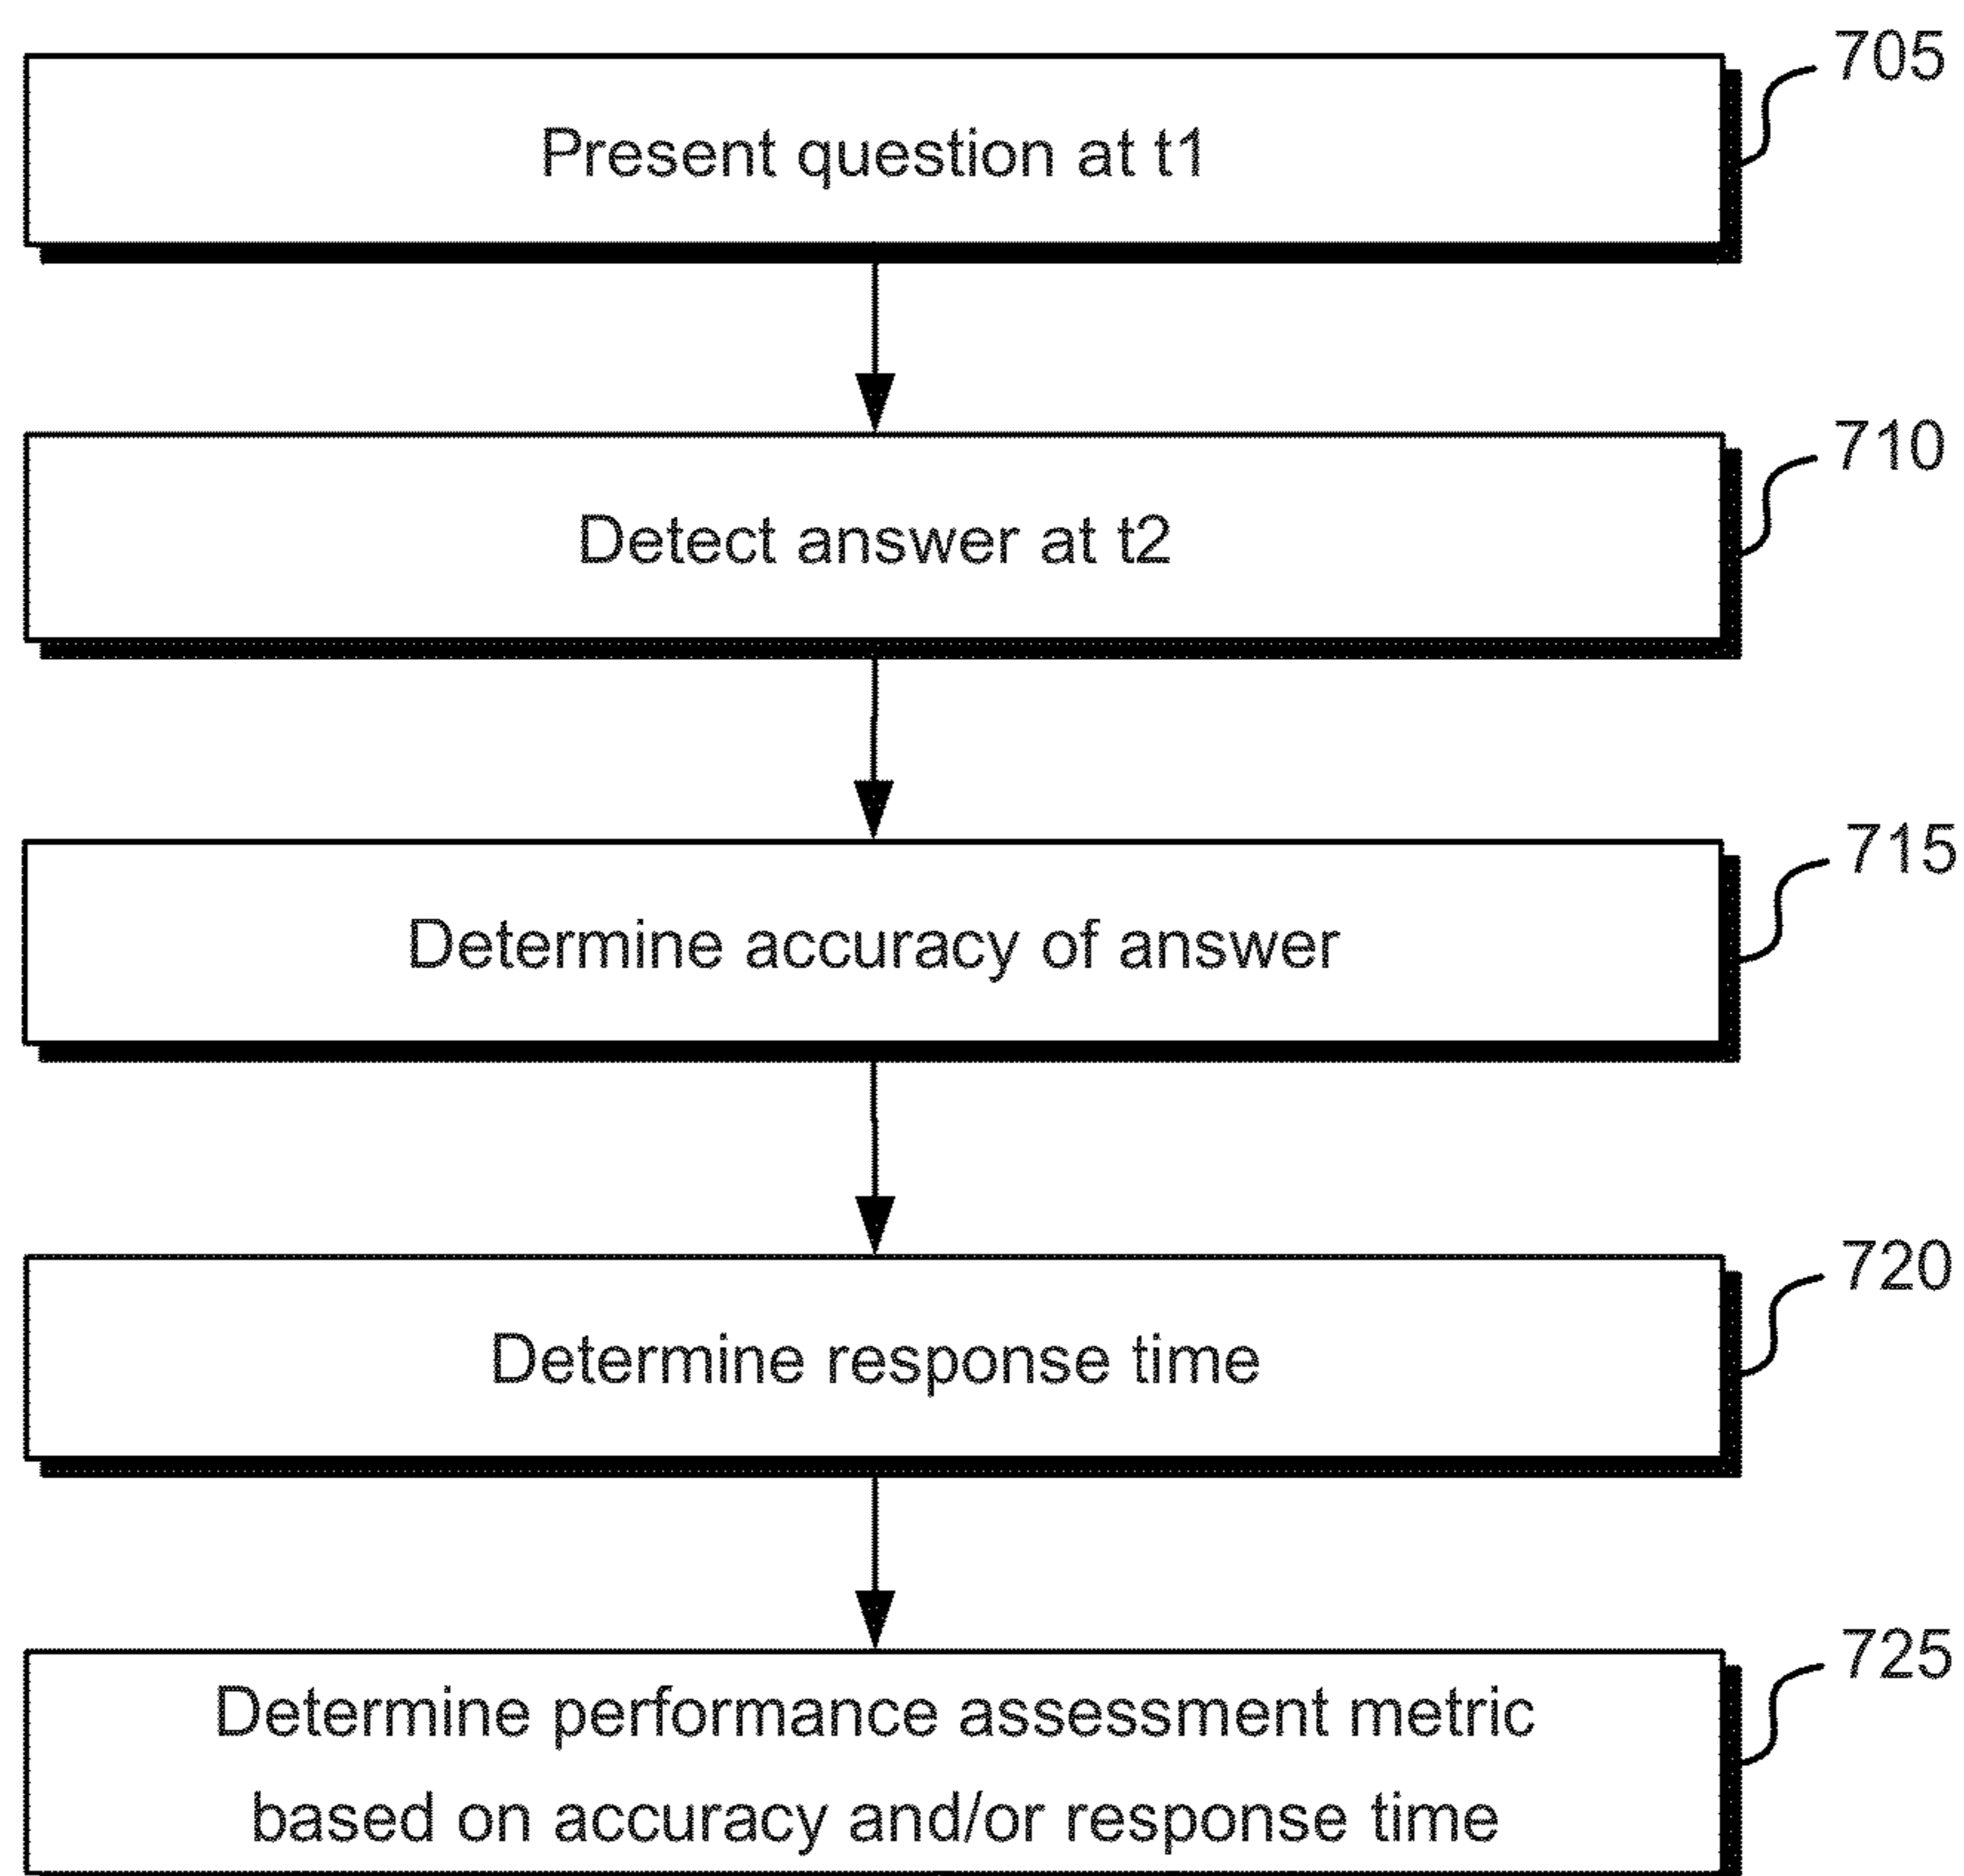 705
Present question at t1
710
Detect answer at t2
715
Determine accuracy of answer
720
Determine response time
725
Determine performance assessment metric
based on accuracy and/or response time